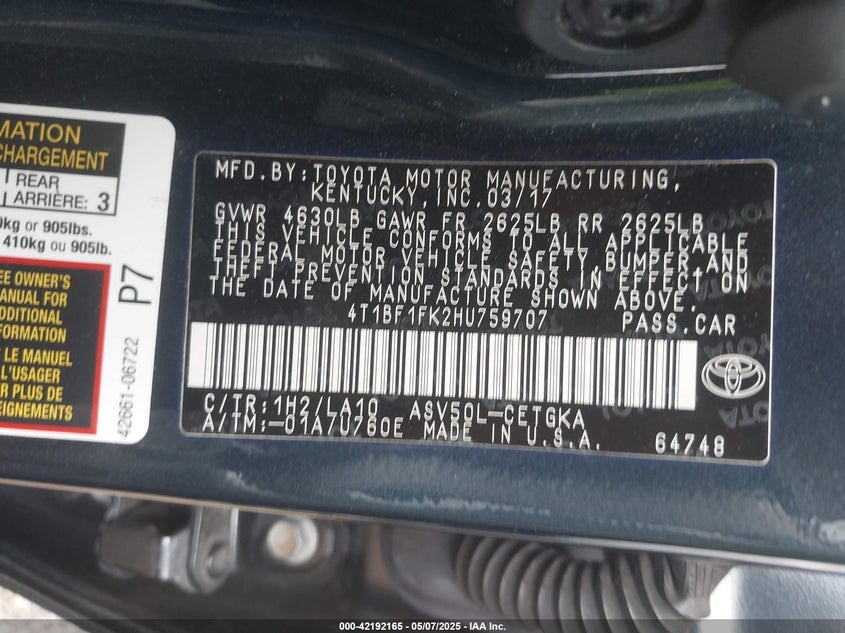 MATION
CHARGEMENT
REAR
ARRIERE: 3
kg or 905lbs.
410kg ou 905lb.
EE OWNER'S
ANUAL FOR
DDITIONAL
FORMATION
LE MANUEL
L'USAGER
PLUS DE
EIGNEMENTS
P7
42661-06722
MFD.BY:TOYOTA MOTOR MANUFACTURING,
KENTUCKY,INC.03/17
GVWR 4630LB GAWR FR 2625LB RR 2625LB
THIS VEHICLE CONFORMS TO ALL APPLICABLE
FEDERAL MOTOR VEHICLE SAFETY,BUMPER,AND
THEFT PREVENTION STANDARDS IN EFFECT ON
THE DATE OF MANUFACTURE SHOWN ABOVE.
4T1BF1FK2HU759707 PASS.CAR
C/TR:1H2/LA10 ASV50L-CETGKA
A/TM:-01A/U760E MADE IN U.S.A. 64748
000-42192165 - 05/07/2025 - IAA Inc.